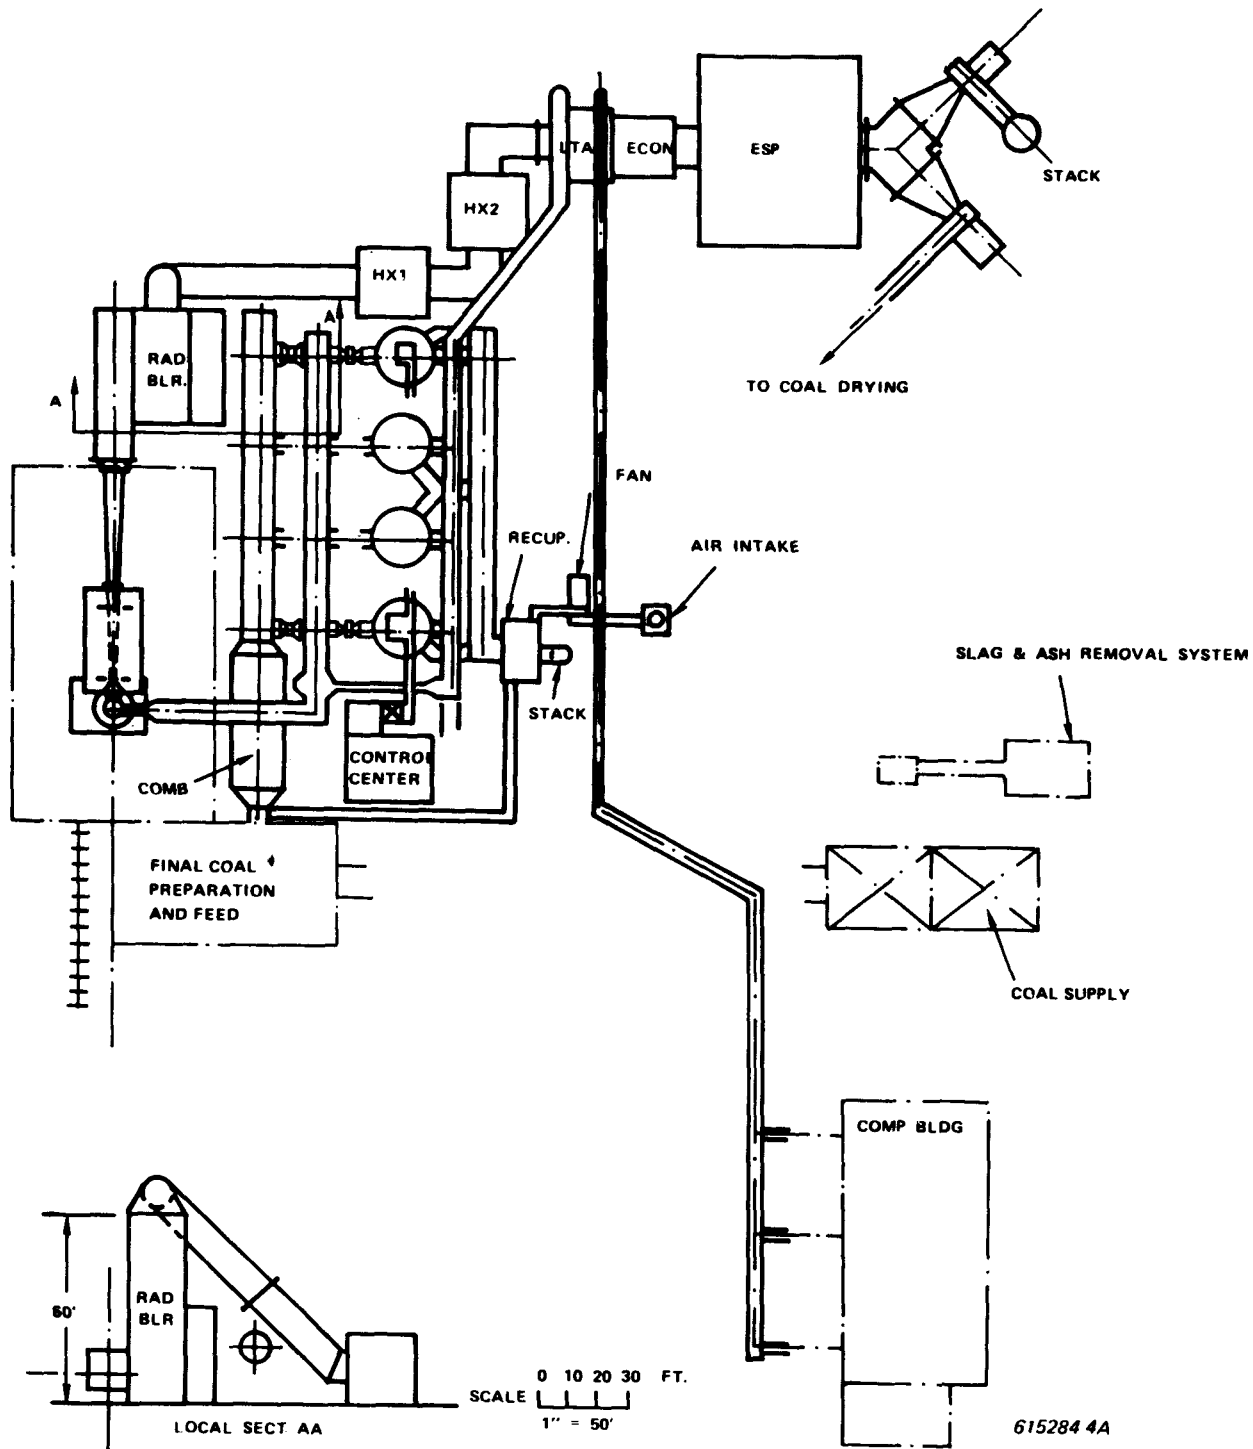 LTA
ECON
ESP
STACK
HX2
HX1
A
RAD
BLR.
A
TO COAL DRYING
FAN
RECUP.
AIR INTAKE
SLAG & ASH REMOVAL SYSTEM
STACK
CONTROL
CENTER
COMB
FINAL COAL
PREPARATION
AND FEED
COAL SUPPLY
COMP BLDG
60'
RAD
BLR
0 10 20 30 FT.
SCALE
1" = 50'
LOCAL SECT AA
615284 4A